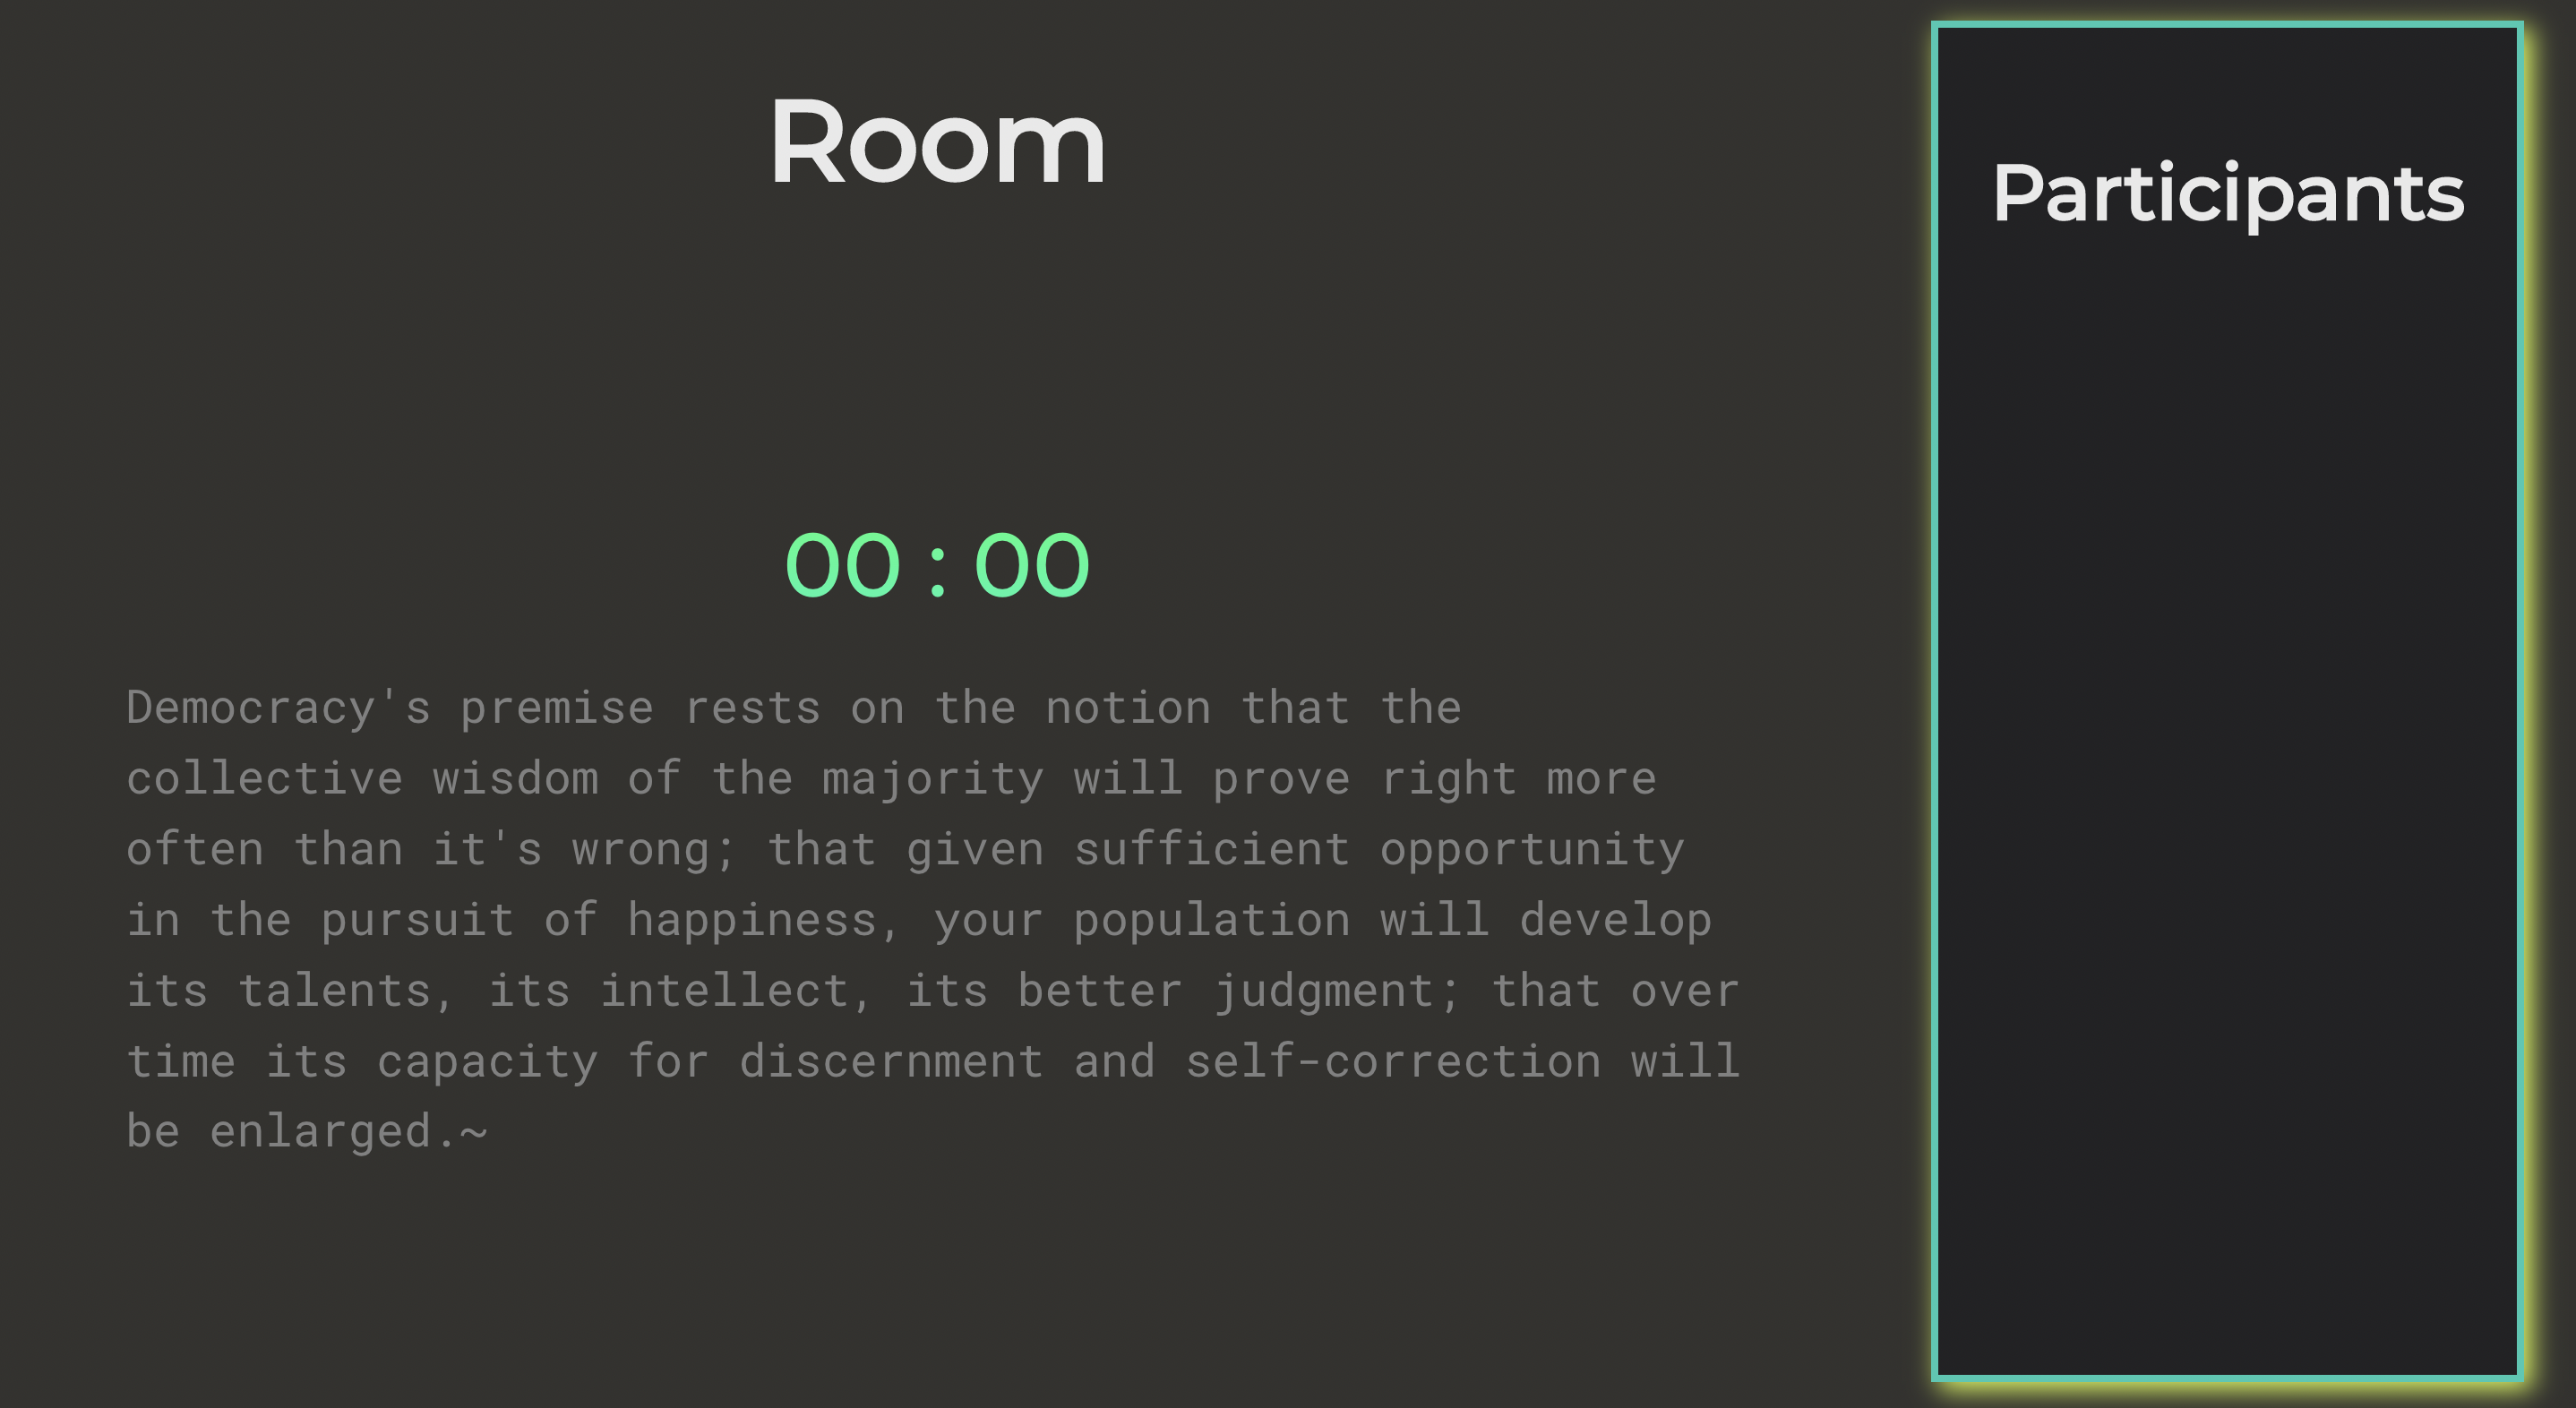 Room
Participants
00:00
Democracy's premise rests on the notion that the
collective wisdom of the majority will prove right more
often than it's wrong; that given sufficient opportunity
in the pursuit of happiness, your population will develop
its talents, its intellect, its better judgment; that over
time its capacity for discernment and self-correction will
be enlarged.~